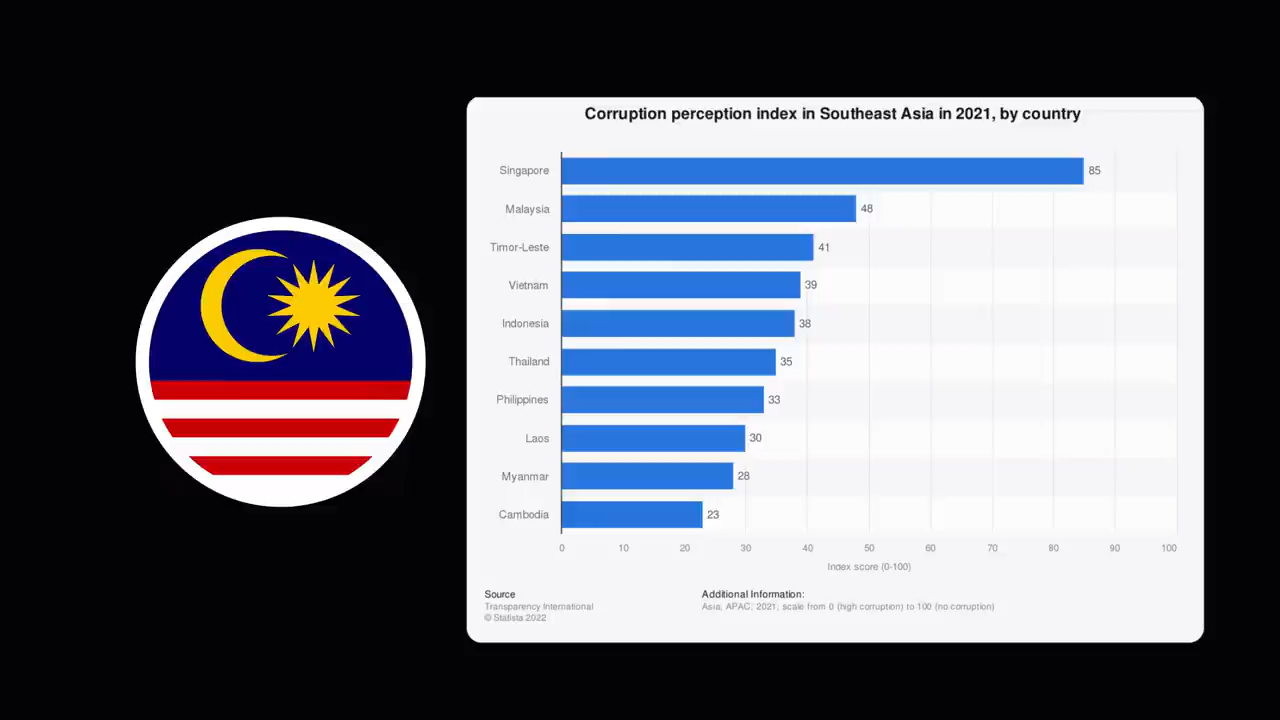 Corruption perception index in Southeast Asia in 2021, by country
Singapore 85
Malaysia 48
Timor-Leste 41
Vietnam 39
Indonesia 38
Thailand 35
Philippines 33
Laos 30
Myanmar 28
Cambodia 23
0 10 20 30 40 50 60 70 80 90 100
Index score (0-100)
Source
Transparency International
© Statista 2022
Additional Information:
Asia, APAC, 2021, scale from 0 (high corruption) to 100 (no corruption)